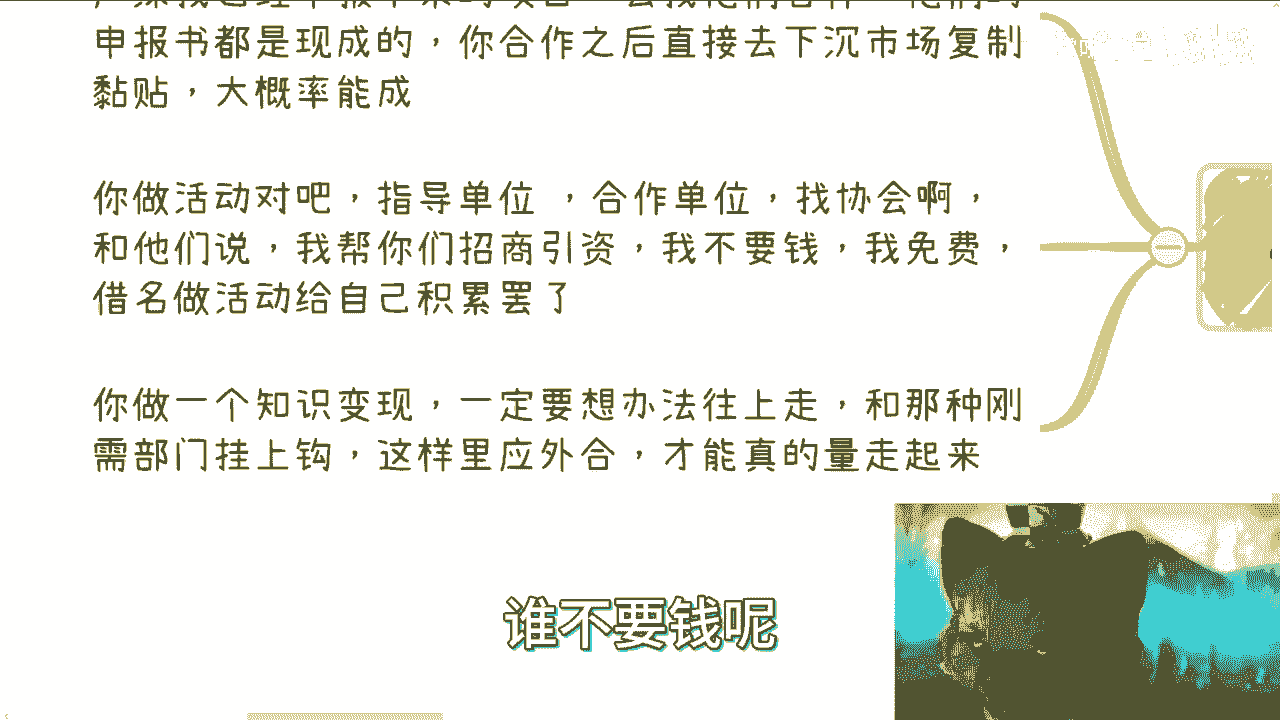 申报书都是现成的，你合作之后直接去下沉市场复制
黏贴，大概率能成
你做活动对吧，指导单位 ，合作单位，找协会啊，
和他们说，我帮你们招商引资，我不要钱，我免费，
借名做活动给自己积累罢了
你做一个知识变现，一定要想办法往上走，和那种刚
需部门挂上钩，这样里应外合，才能真的量走起来
谁不要钱呢